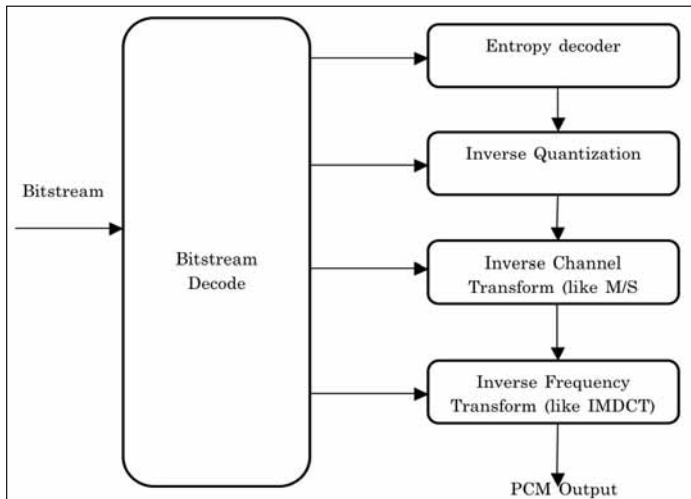 Entropy decoder
Inverse Quantization
Bitstream
Bitstream
Decode
Inverse Channel
Transform (like M/S
Inverse Frequency
Transform (like IMDCT)
PCM Output